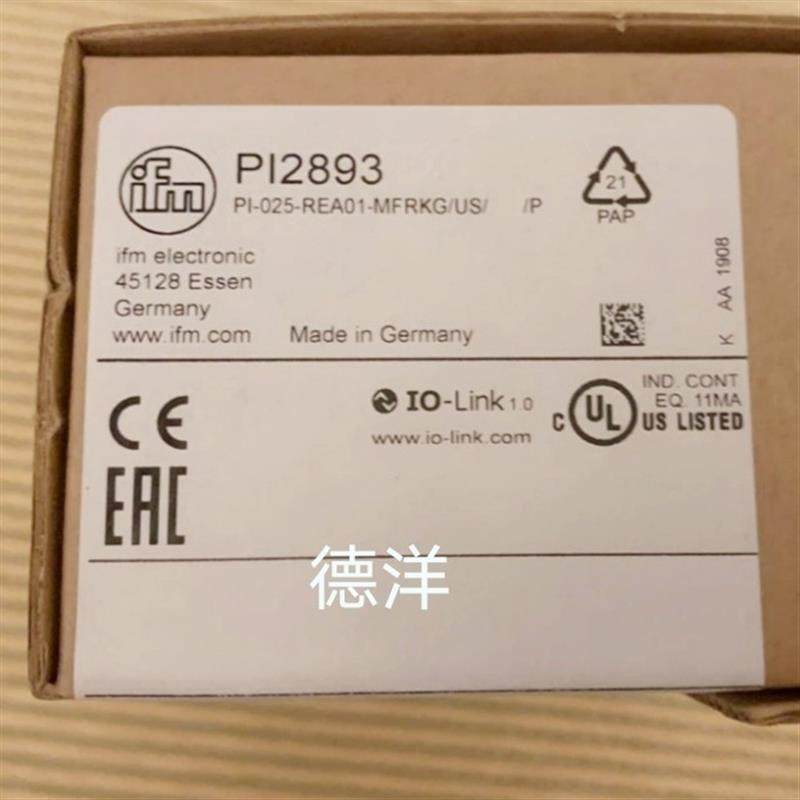 ifm
PI2893
PI-025-REA01-MFRKG/US/ /P
21
PAP
ifm electronic
45128 Essen
Germany
www.ifm.com
Made in Germany
K AA 1908
CE
EAC
IO-Link 1.0
www.io-link.com
C UL US LISTED
IND. CONT
EQ. 11MA
德洋